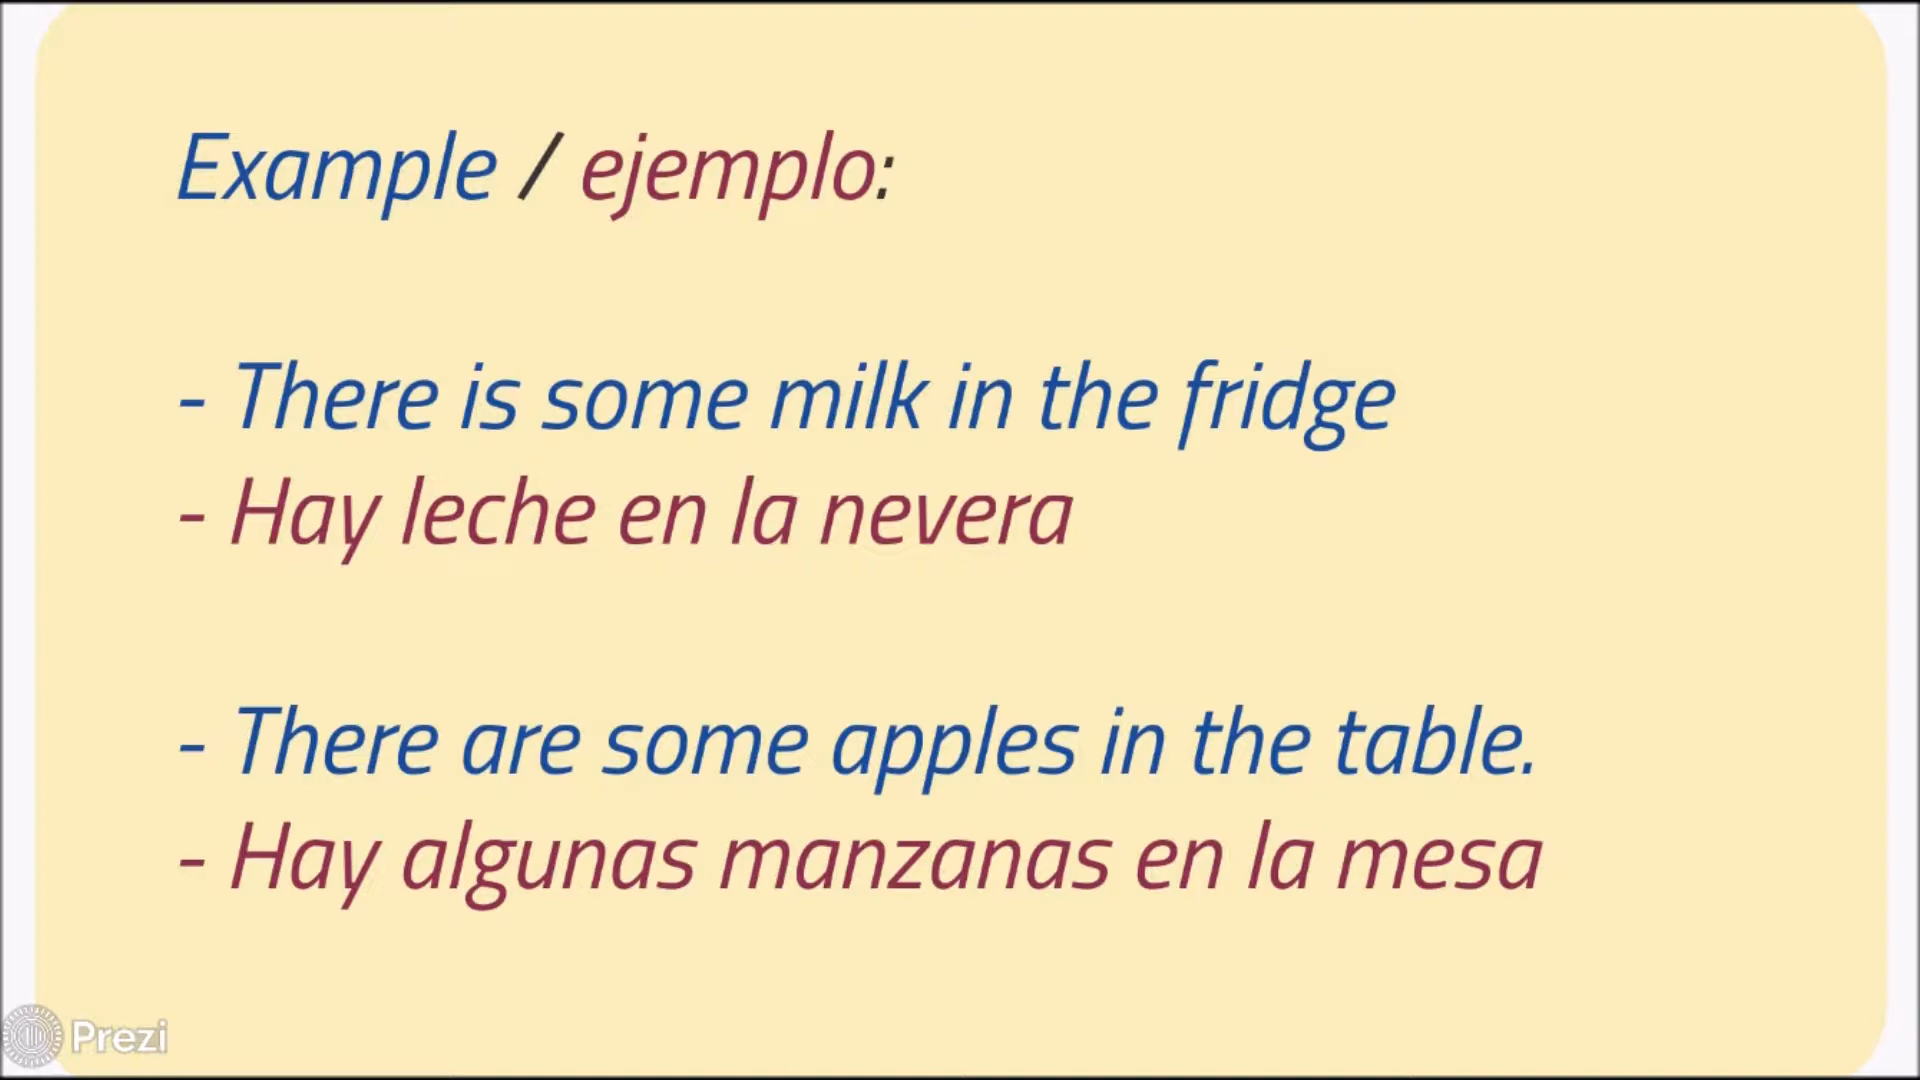 Example / ejemplo:
- There is some milk in the fridge
- Hay leche en la nevera
- There are some apples in the table.
- Hay algunas manzanas en la mesa
Prezi